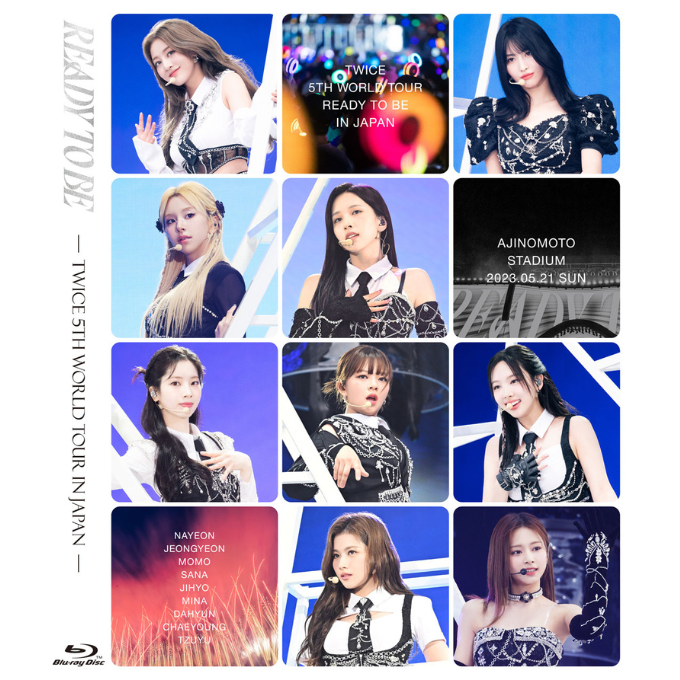 READY TO BE
— TWICE 5TH WORLD TOUR IN JAPAN —
TWICE
5TH WORLD TOUR
READY TO BE
IN JAPAN
AJINOMOTO
STADIUM
2023.05.21 SUN
NAYEON
JEONGYEON
MOMO
SANA
JIHYO
MINA
DAHYUN
CHAEYOUNG
TZUYU
Blu-ray Disc™